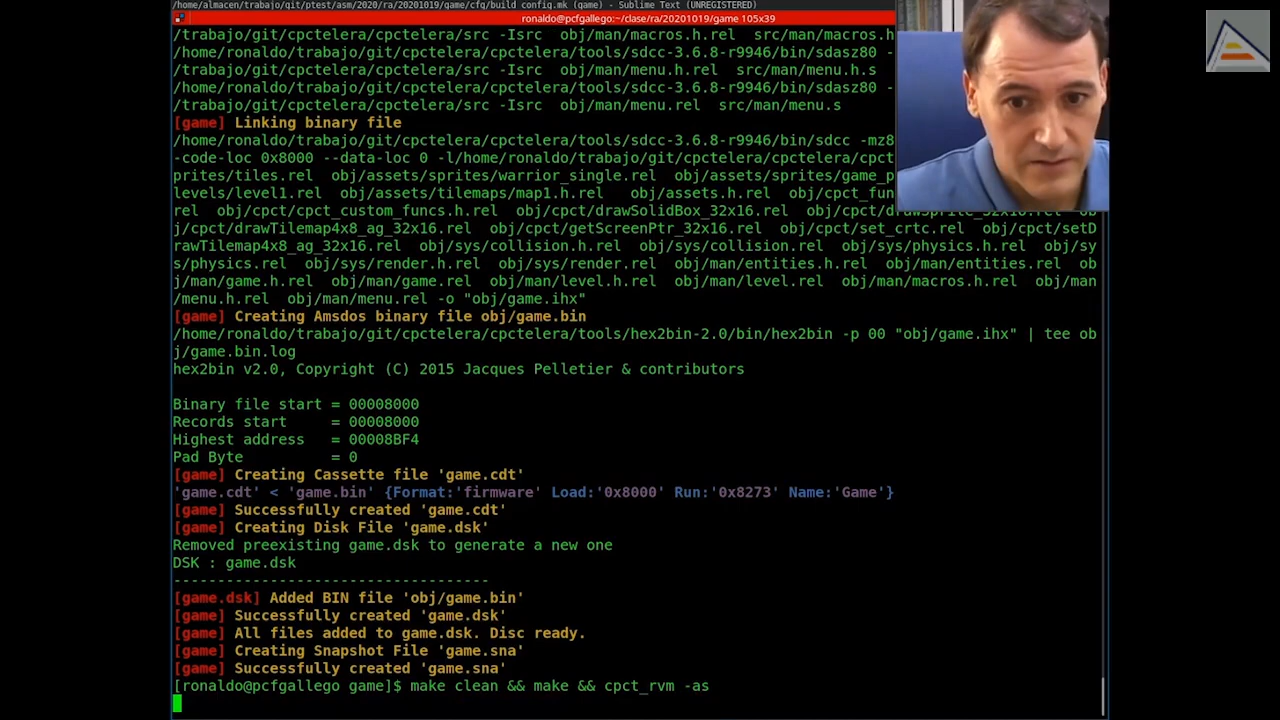 /home/almacen/trabajo/git/ptest/asm/2020/ra/20201019/game/cfg/build_config.mk (game) - Sublime Text (UNREGISTERED)
ronaldo@pcfgallego:~/clase/ra/20201019/game 105x39
/trabajo/git/cpctelera/cpctelera/src -Isrc  obj/man/macros.h.rel  src/man/macros.h
/home/ronaldo/trabajo/git/cpctelera/cpctelera/tools/sdcc-3.6.8-r9946/bin/sdasz80 -
/trabajo/git/cpctelera/cpctelera/src -Isrc  obj/man/menu.h.rel  src/man/menu.h.s
/home/ronaldo/trabajo/git/cpctelera/cpctelera/tools/sdcc-3.6.8-r9946/bin/sdasz80 -
/trabajo/git/cpctelera/cpctelera/src -Isrc  obj/man/menu.rel  src/man/menu.s
[game] Linking binary file
/home/ronaldo/trabajo/git/cpctelera/cpctelera/tools/sdcc-3.6.8-r9946/bin/sdcc -mz8
-code-loc 0x8000 --data-loc 0 -l/home/ronaldo/trabajo/git/cpctelera/cpctelera/cpct
prites/tiles.rel  obj/assets/sprites/warrior_single.rel  obj/assets/sprites/game_p
levels/level1.rel  obj/assets/tilemaps/map1.h.rel  obj/assets.h.rel  obj/cpct_fun
rel  obj/cpct/cpct_custom_funcs.h.rel  obj/cpct/drawSolidBox_32x16.rel  obj/cpct/drawSprite_32x16.rel  ob
j/cpct/drawTilemap4x8_ag_32x16.rel  obj/cpct/getScreenPtr_32x16.rel  obj/cpct/set_crtc.rel  obj/cpct/setD
rawTilemap4x8_ag_32x16.rel  obj/sys/collision.h.rel  obj/sys/collision.rel  obj/sys/physics.h.rel  obj/sy
s/physics.rel  obj/sys/render.h.rel  obj/sys/render.rel  obj/man/entities.h.rel  obj/man/entities.rel  ob
j/man/game.h.rel  obj/man/game.rel  obj/man/level.h.rel  obj/man/level.rel  obj/man/macros.h.rel  obj/man
/menu.h.rel  obj/man/menu.rel -o "obj/game.ihx"
[game] Creating Amsdos binary file obj/game.bin
/home/ronaldo/trabajo/git/cpctelera/cpctelera/tools/hex2bin-2.0/bin/hex2bin -p 00 "obj/game.ihx" | tee ob
j/game.bin.log
hex2bin v2.0, Copyright (C) 2015 Jacques Pelletier & contributors
Binary file start = 00008000
Records start     = 00008000
Highest address   = 00008BF4
Pad Byte          = 0
[game] Creating Cassette file 'game.cdt'
'game.cdt' < 'game.bin' {Format:'firmware' Load:'0x8000' Run:'0x8273' Name:'Game'}
[game] Successfully created 'game.cdt'
[game] Creating Disk File 'game.dsk'
Removed preexisting game.dsk to generate a new one
DSK : game.dsk
------------------------------------
[game.dsk] Added BIN file 'obj/game.bin'
[game] Successfully created 'game.dsk'
[game] All files added to game.dsk. Disc ready.
[game] Creating Snapshot File 'game.sna'
[game] Successfully created 'game.sna'
[ronaldo@pcfgallego game]$ make clean && make && cpct_rvm -as